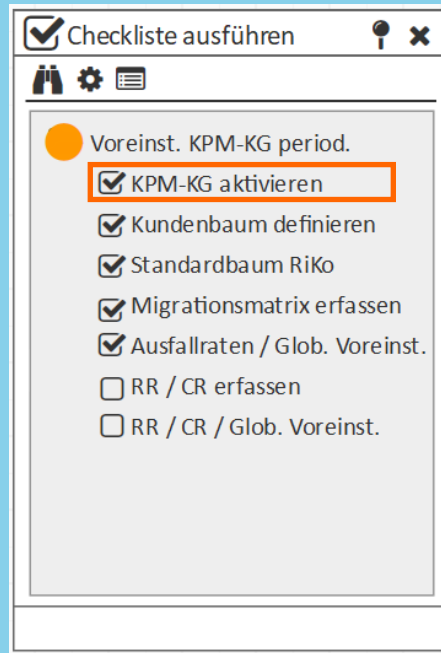 Checkliste ausführen
Voreinst. KPM-KG period.
KPM-KG aktivieren
Kundenbaum definieren
Standardbaum RiKo
Migrationsmatrix erfassen
Ausfallraten / Glob. Voreinst.
RR / CR erfassen
RR / CR / Glob. Voreinst.